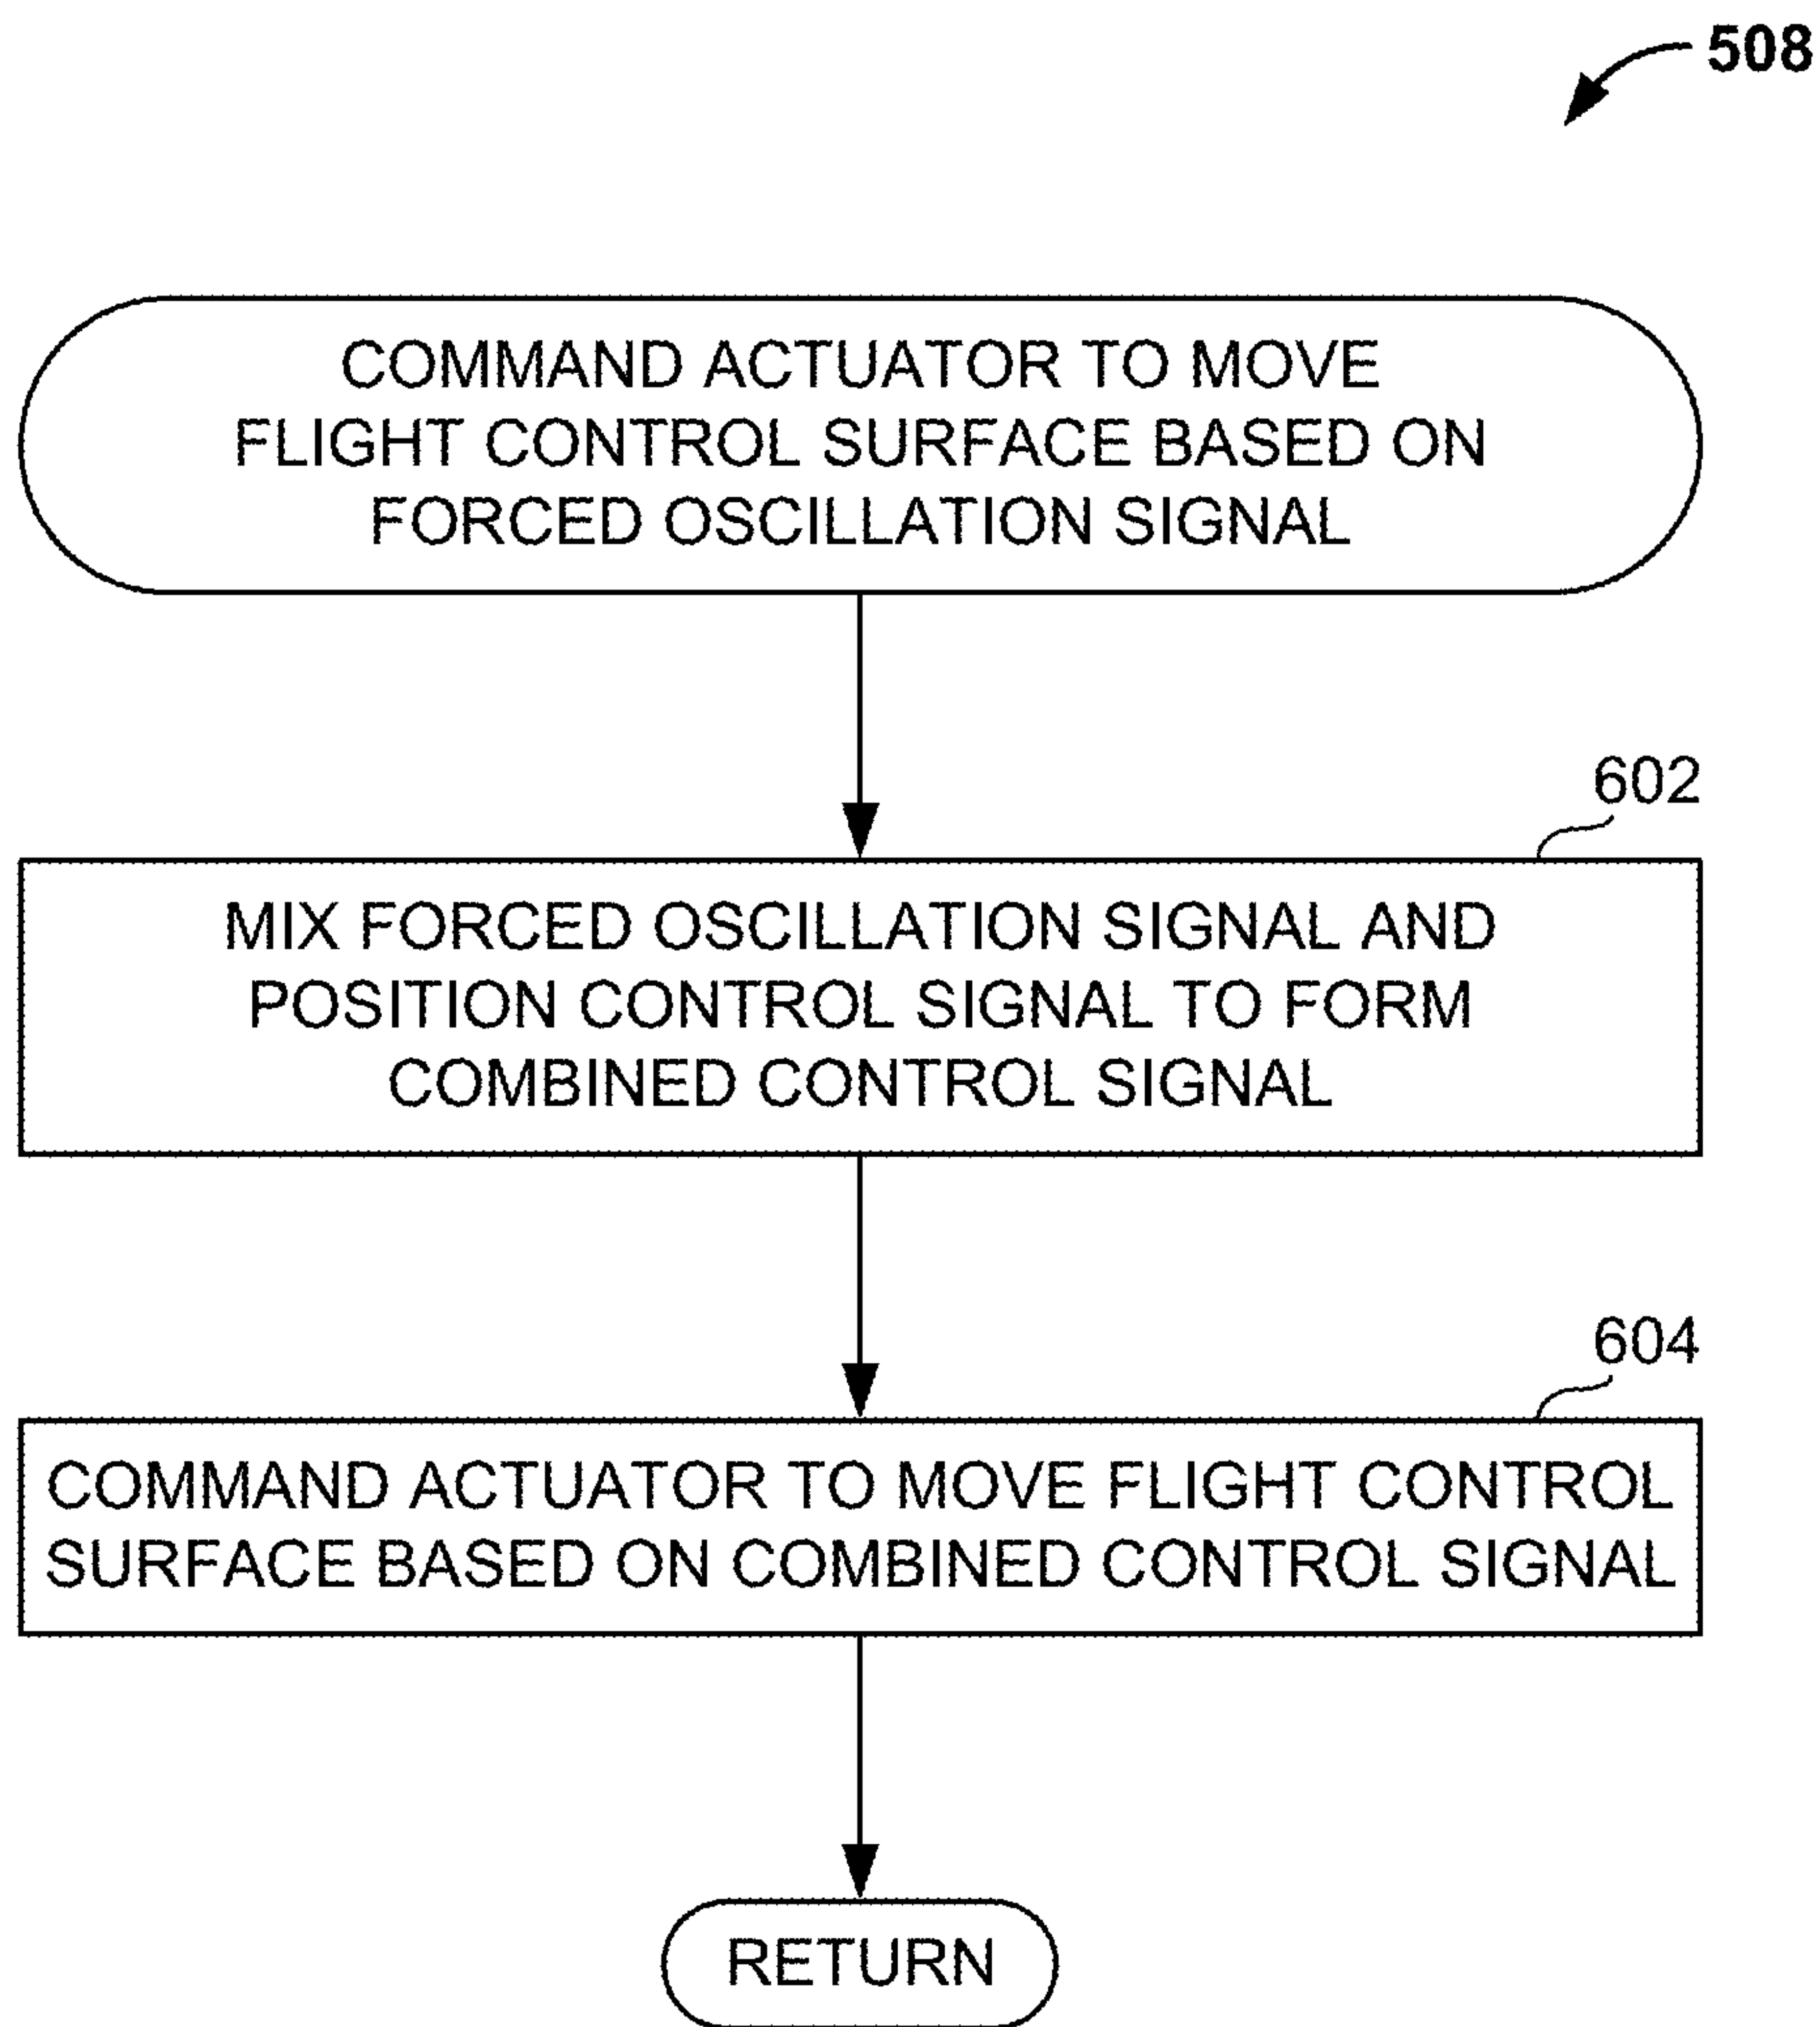 508
COMMAND ACTUATOR TO MOVE
FLIGHT CONTROL SURFACE BASED ON
FORCED OSCILLATION SIGNAL
602
MIX FORCED OSCILLATION SIGNAL AND
POSITION CONTROL SIGNAL TO FORM
COMBINED CONTROL SIGNAL
604
COMMAND ACTUATOR TO MOVE FLIGHT CONTROL
SURFACE BASED ON COMBINED CONTROL SIGNAL
RETURN